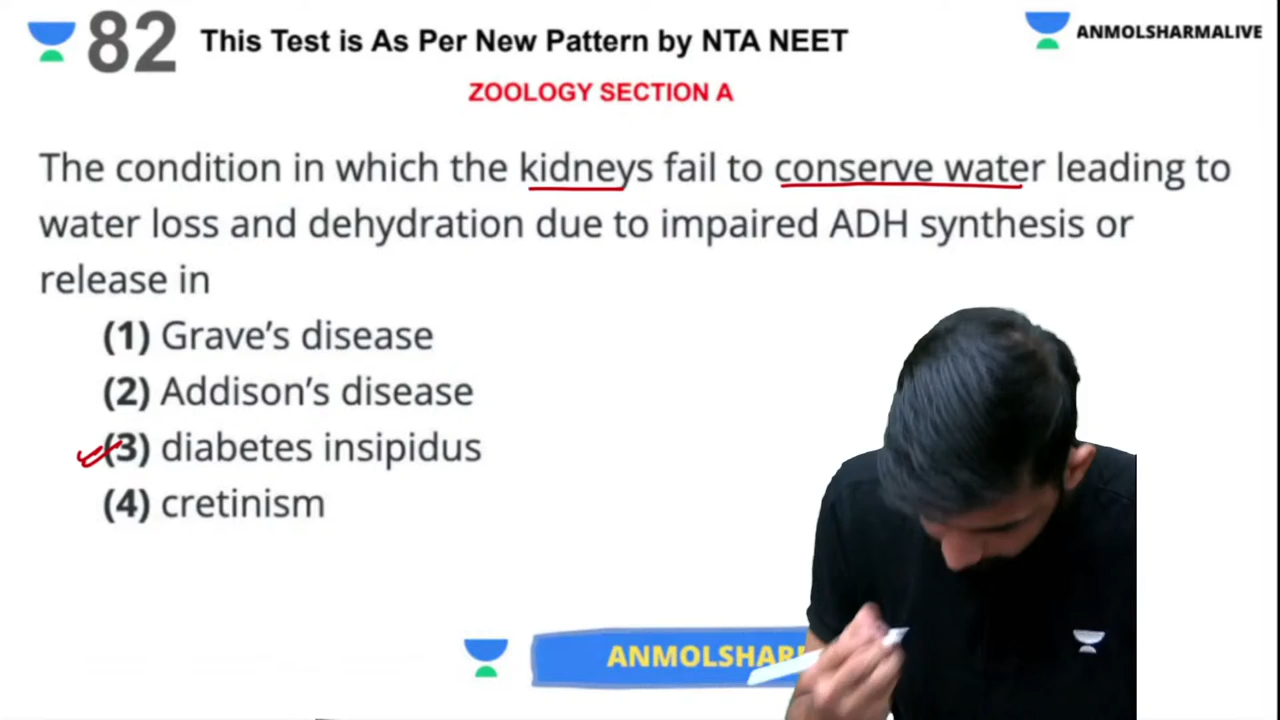 82 This Test is As Per New Pattern by NTA NEET
ANMOLSHARMALIVE
ZOOLOGY SECTION A
The condition in which the kidneys fail to conserve water leading to
water loss and dehydration due to impaired ADH synthesis or
release in
(1) Grave's disease
(2) Addison's disease
(3) diabetes insipidus
(4) cretinism